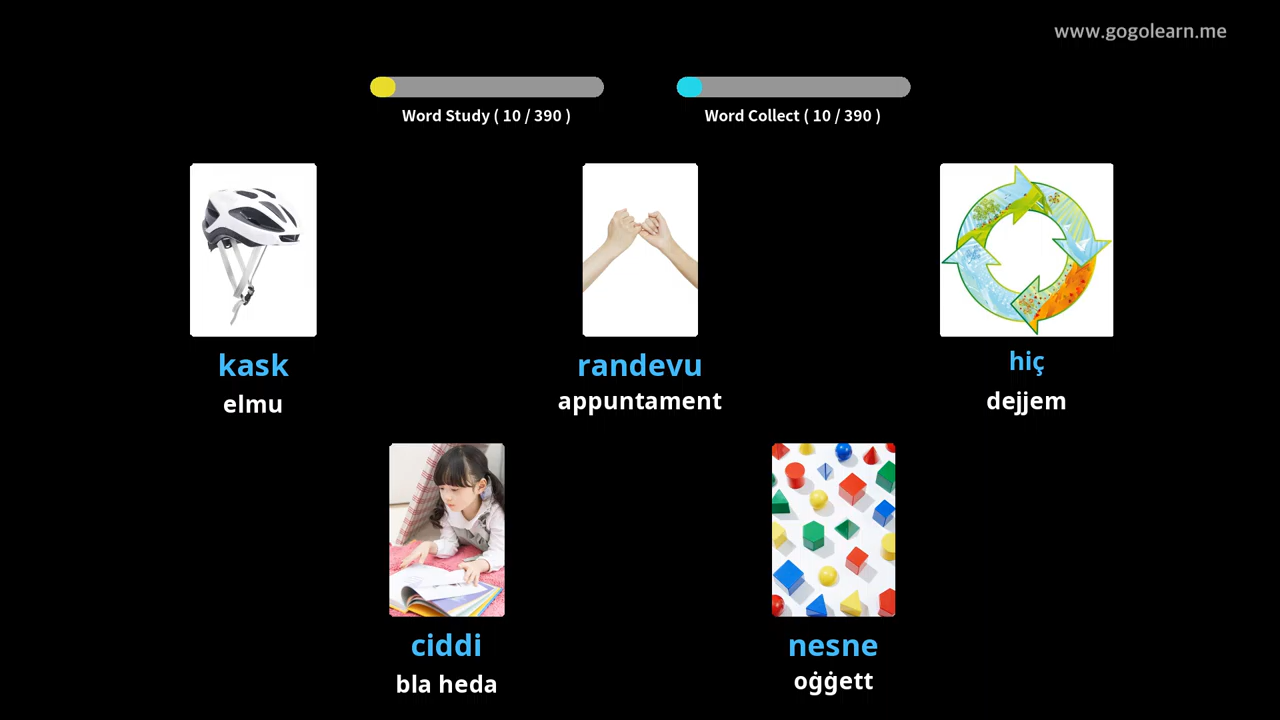 www.gogolearn.me
Word Study ( 10 / 390 )
Word Collect ( 10 / 390 )
kask
elmu
randevu
appuntament
hiç
dejjem
ciddi
bla heda
nesne
oġġett